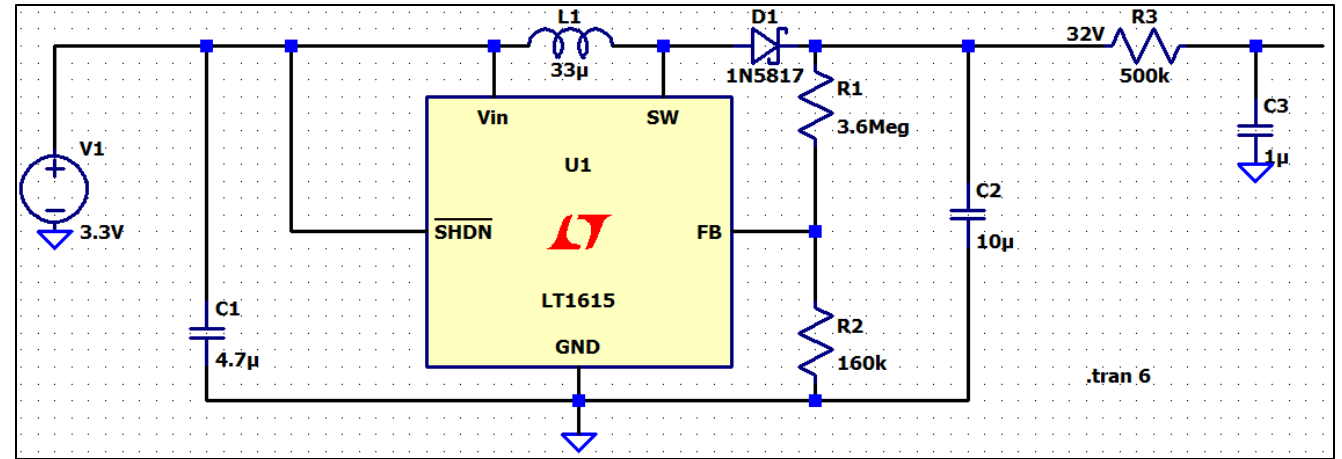 L1
33µ
D1
1N5817
32V
R3
500k
R1
3.6Meg
C3
1µ
Vin
SW
V1
3.3V
U1
SHDN
FB
LT1615
GND
C2
10µ
C1
4.7µ
R2
160k
.tran 6